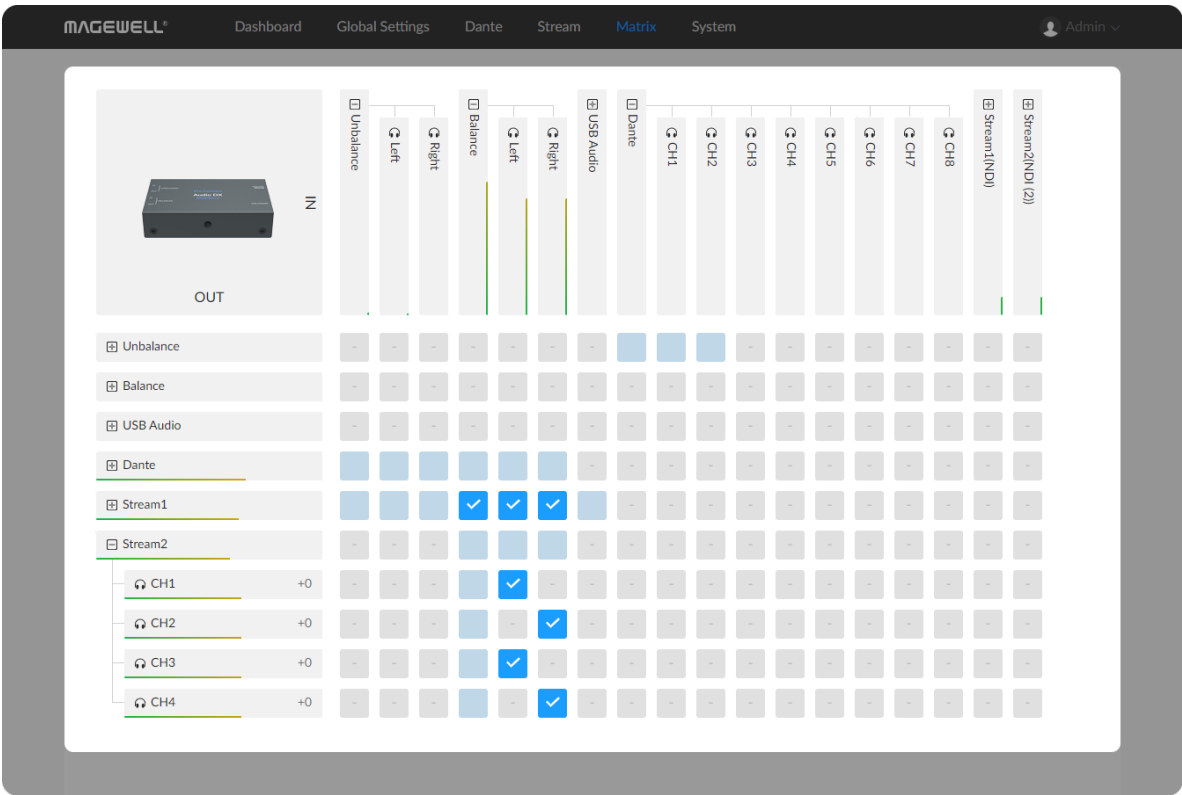 MAGEWELL®
Dashboard
Global Settings
Dante
Stream
Matrix
System
Admin
Unbalance
Left
Right
Balance
Left
Right
USB Audio
Dante
CH1
CH2
CH3
CH4
CH5
CH6
CH7
CH8
Stream1(NDI)
Stream2(NDI (2))
Audio DX
IN
OUT
Unbalance - - - - - - - - - - - - - - -
Balance - - - - - - - - - - - - - - - - - -
USB Audio - - - - - - - - - - - - - - - - - -
Dante - - - - - - - - - - - -
Stream1 - - - - - - - - - - -
Stream2 - - - - - - - - - - - - - - -
CH1 +0 - - - - - - - - - - - - - - - -
CH2 +0 - - - - - - - - - - - - - - - -
CH3 +0 - - - - - - - - - - - - - - - -
CH4 +0 - - - - - - - - - - - - - - - -